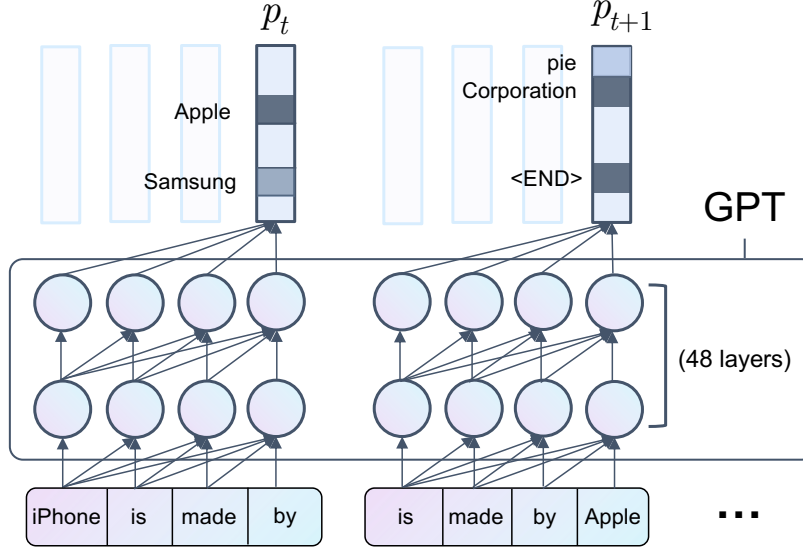 p_t
p_{t+1}
pie
Corporation
Apple
Samsung
<END>
GPT
(48 layers)
iPhone is made by
is made by Apple
...